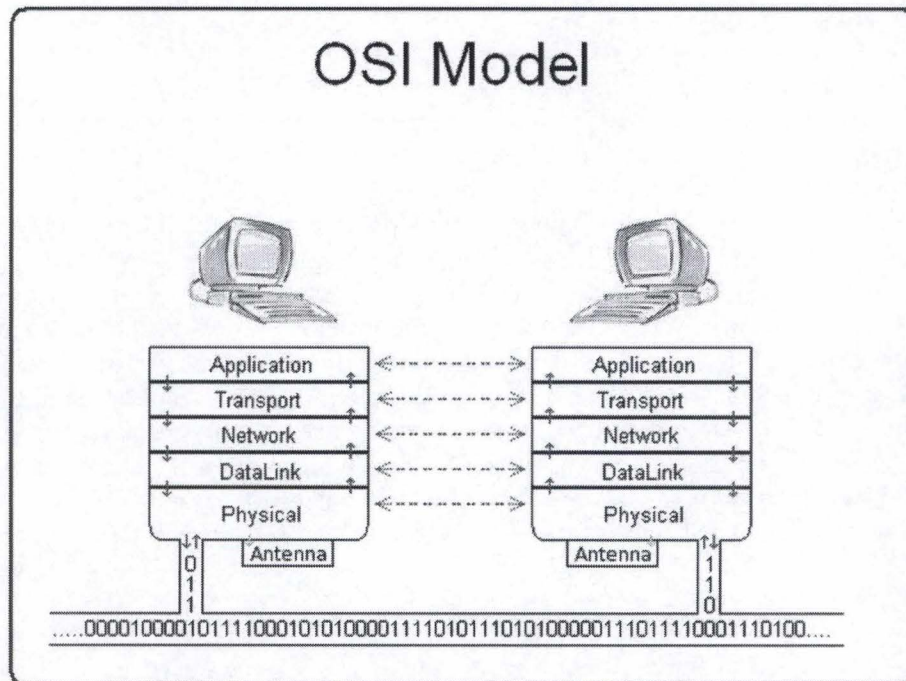 OSI Model
Application Application
Transport Transport
Network Network
DataLink DataLink
Physical Physical
Antenna Antenna
0 1
1 1
1 0
.....0000100001011110001010100001111010111010100000111011110001110100....